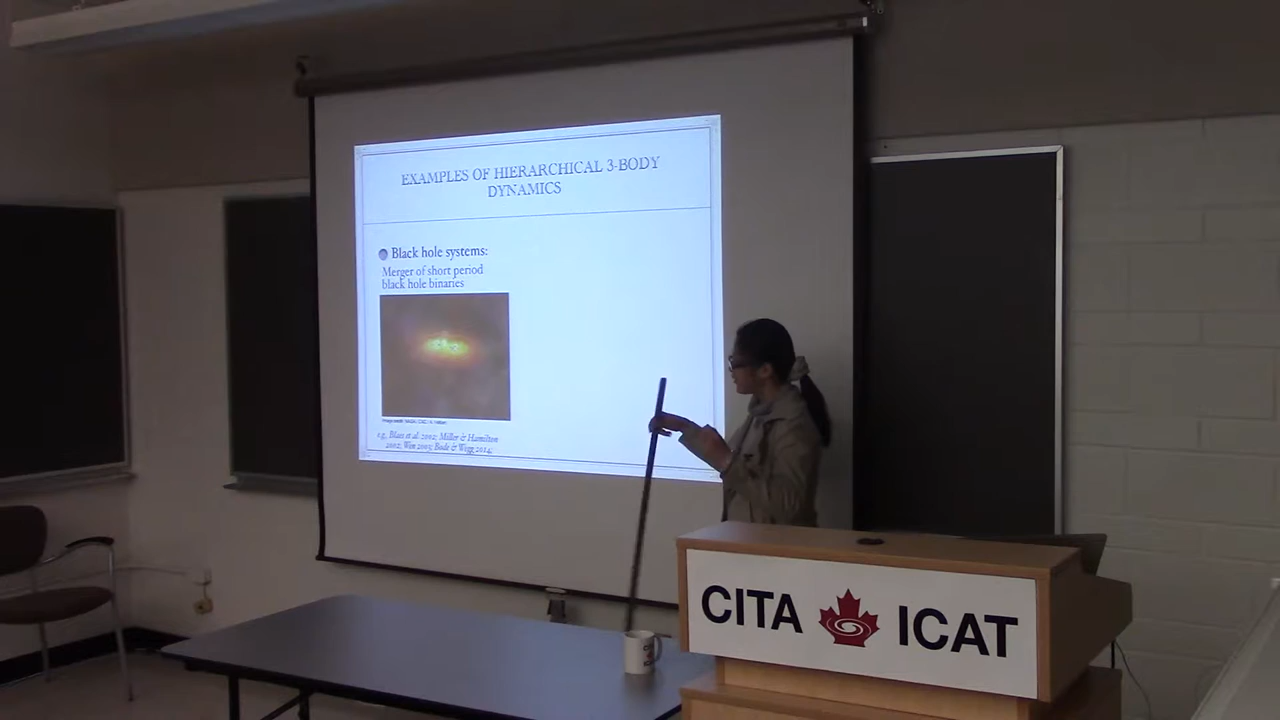 EXAMPLES OF HIERARCHICAL 3-BODY
DYNAMICS
Black hole systems:
Merger of short period
black hole binaries
e.g., Blaes et al. 2002; Miller & Hamilton
2002; Wen 2003; Bode & Wegg 2014;
CITA ICAT